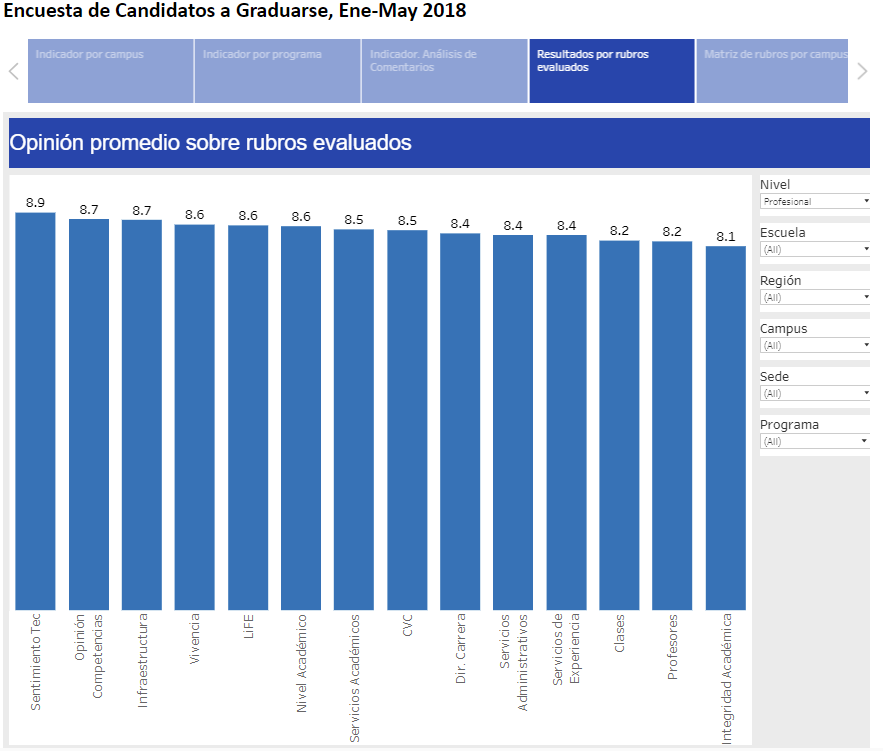 Encuesta de Candidatos a Graduarse, Ene-May 2018
Indicador por campus
Indicador por programa
Indicador. Análisis de
Comentarios
Resultados por rubros
evaluados
Matriz de rubros por campus
Opinión promedio sobre rubros evaluados
8.9
8.7
8.7
8.6
8.6
8.6
8.5
8.5
8.4
8.4
8.4
8.2
8.2
8.1
Sentimiento Tec
Opinión
Competencias
Infraestructura
Vivencia
LiFE
Nivel Académico
Servicios Académicos
CVC
Dir. Carrera
Servicios
Administrativos
Servicios de
Experiencia
Clases
Profesores
Integridad Académica
Nivel
Profesional
Escuela
(All)
Región
(All)
Campus
(All)
Sede
(All)
Programa
(All)